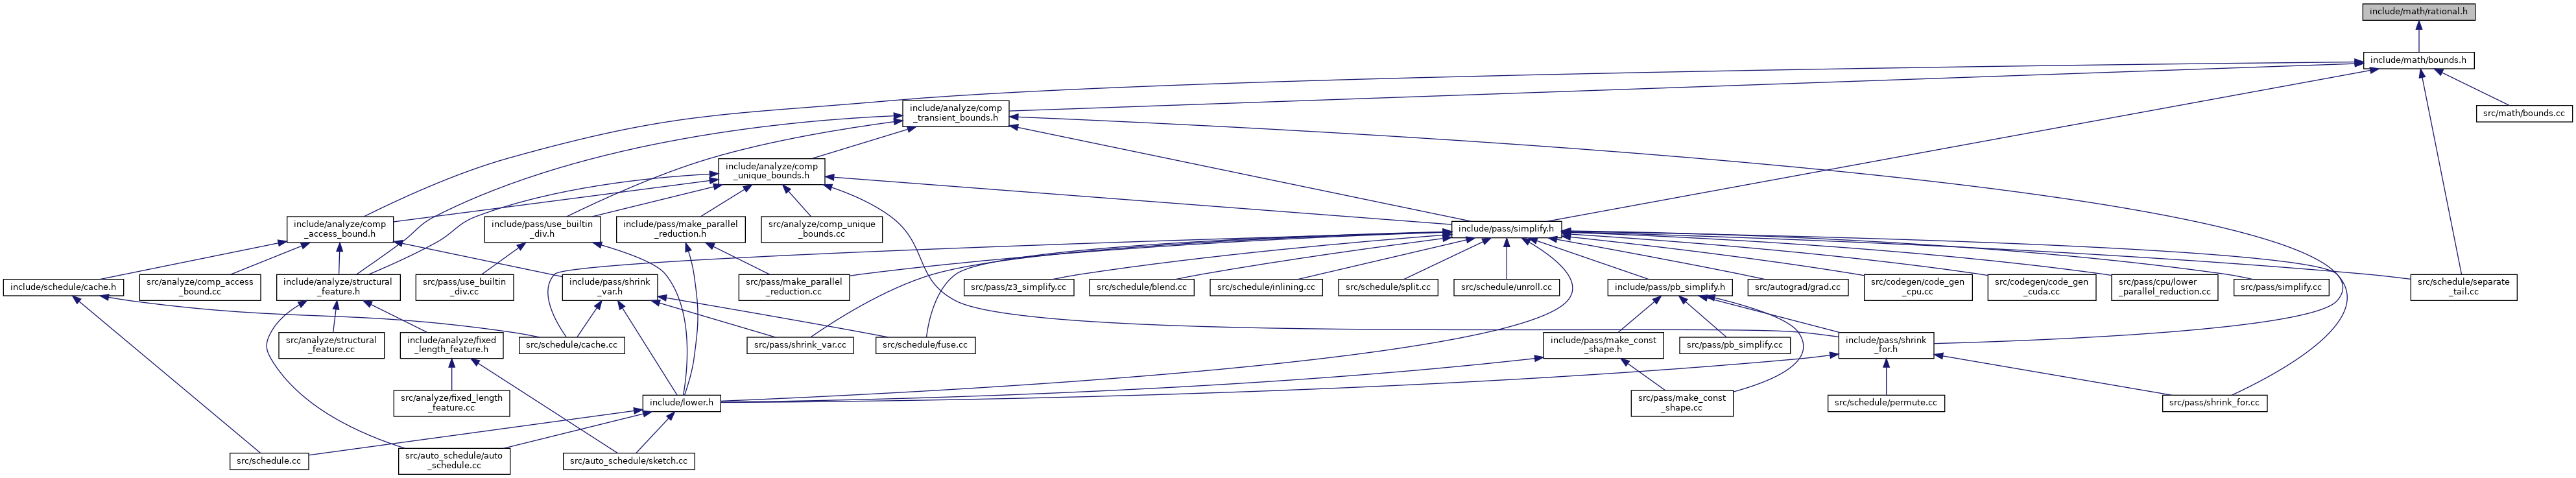 include/math/rational.h
include/math/bounds.h
include/analyze/comp
_transient_bounds.h
src/math/bounds.cc
include/analyze/comp
_unique_bounds.h
include/analyze/comp
_access_bound.h
include/pass/use_builtin
_div.h
include/pass/make_parallel
_reduction.h
src/analyze/comp_unique
_bounds.cc
include/pass/simplify.h
include/schedule/cache.h
src/analyze/comp_access
_bound.cc
include/analyze/structural
_feature.h
src/pass/use_builtin
_div.cc
include/pass/shrink
_var.h
src/pass/make_parallel
_reduction.cc
src/pass/z3_simplify.cc
src/schedule/blend.cc
src/schedule/inlining.cc
src/schedule/split.cc
src/schedule/unroll.cc
include/pass/pb_simplify.h
src/autograd/grad.cc
src/codegen/code_gen
_cpu.cc
src/codegen/code_gen
_cuda.cc
src/pass/cpu/lower
_parallel_reduction.cc
src/pass/simplify.cc
src/schedule/separate
_tail.cc
src/analyze/structural
_feature.cc
include/analyze/fixed
_length_feature.h
src/schedule/cache.cc
src/pass/shrink_var.cc
src/schedule/fuse.cc
include/pass/make_const
_shape.h
src/pass/pb_simplify.cc
include/pass/shrink
_for.h
src/analyze/fixed_length
_feature.cc
include/lower.h
src/pass/make_const
_shape.cc
src/schedule/permute.cc
src/pass/shrink_for.cc
src/schedule.cc
src/auto_schedule/auto
_schedule.cc
src/auto_schedule/sketch.cc